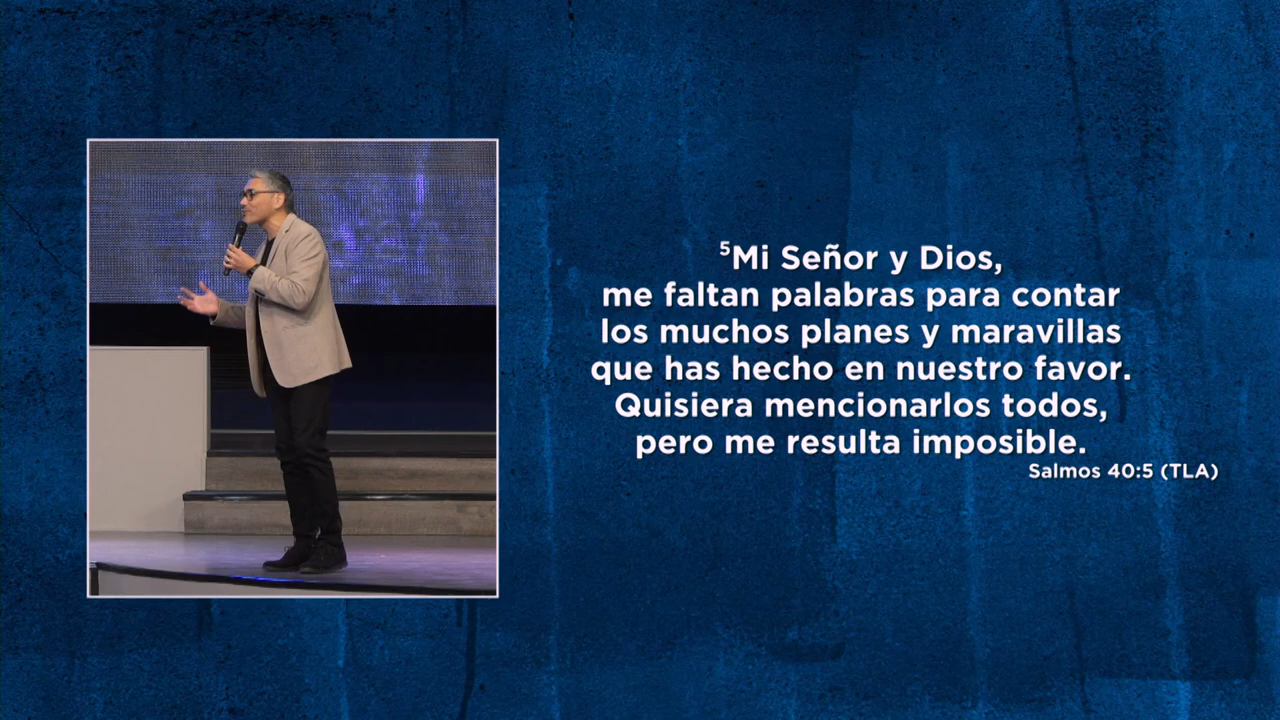 ⁵Mi Señor y Dios,
me faltan palabras para contar
los muchos planes y maravillas
que has hecho en nuestro favor.
Quisiera mencionarlos todos,
pero me resulta imposible.
Salmos 40:5 (TLA)